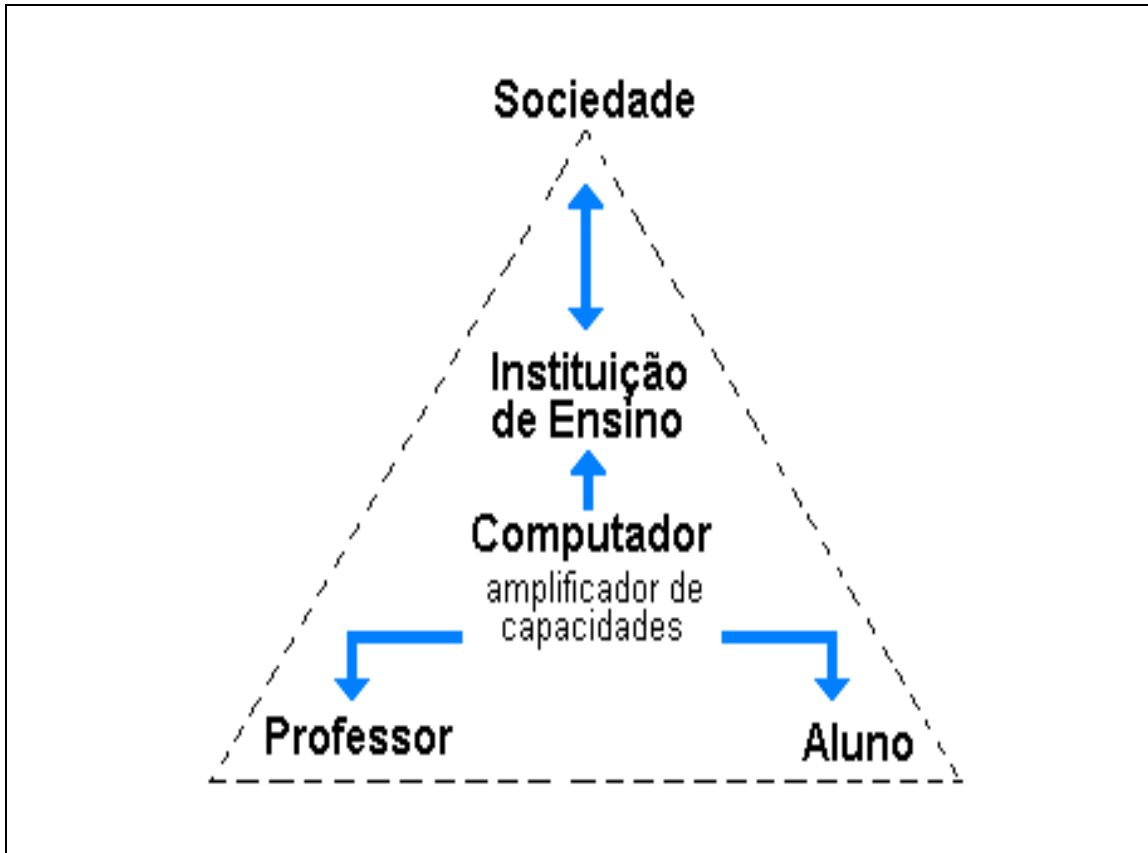 Sociedade
Instituição
de Ensino
Computador
amplificador de
capacidades
Professor
Aluno